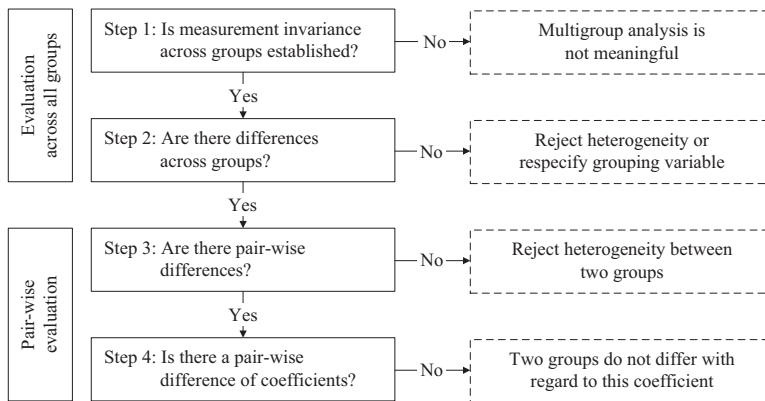 Evaluation
across all groups
Step 1: Is measurement invariance
across groups established?
No
Multigroup analysis is
not meaningful
Yes
Step 2: Are there differences
across groups?
No
Reject heterogeneity or
respecify grouping variable
Yes
Pair-wise
evaluation
Step 3: Are there pair-wise
differences?
No
Reject heterogeneity between
two groups
Yes
Step 4: Is there a pair-wise
difference of coefficients?
No
Two groups do not differ with
regard to this coefficient